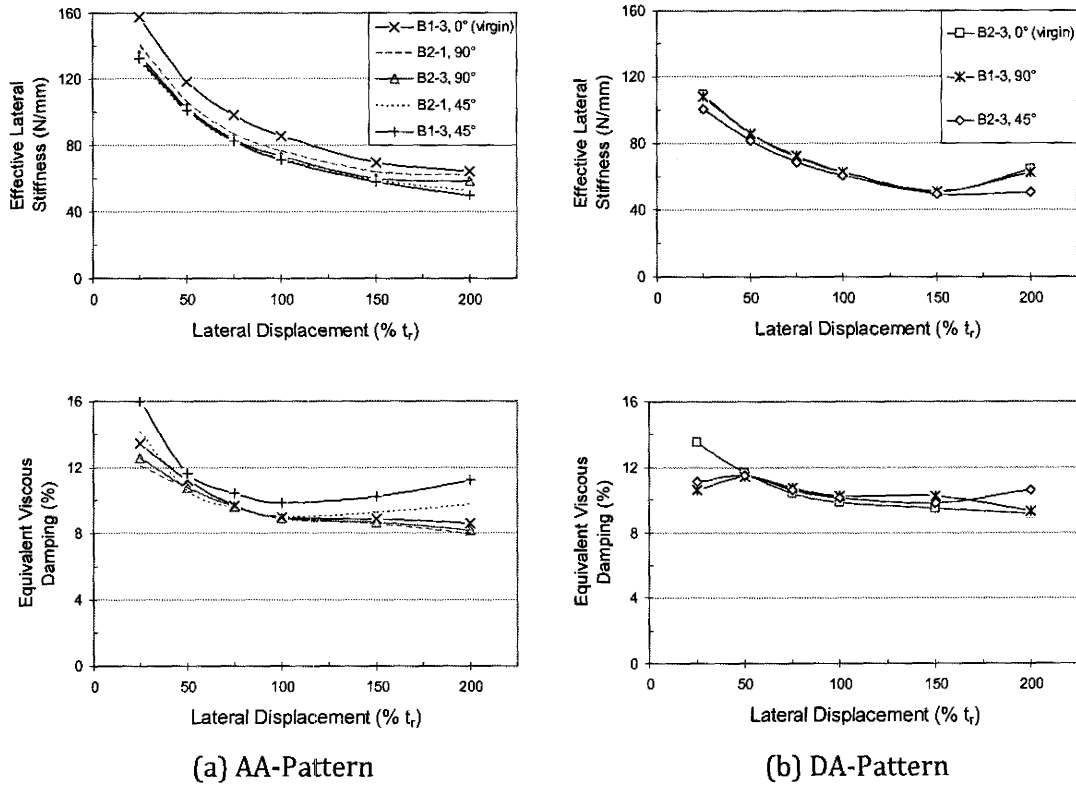 160
120
80
40
0
Effective Lateral
Stiffness (N/mm)
B1-3, 0° (virgin)
B2-1, 90°
B2-3, 90°
B2-1, 45°
B1-3, 45°
0 50 100 150 200
Lateral Displacement (% tr)
160
120
80
40
0
Effective Lateral
Stiffness (N/mm)
B2-3, 0° (virgin)
B1-3, 90°
B2-3, 45°
0 50 100 150 200
Lateral Displacement (% tr)
16
12
8
4
0
Equivalent Viscous
Damping (%)
0 50 100 150 200
Lateral Displacement (% tr)
16
12
8
4
0
Equivalent Viscous
Damping (%)
0 50 100 150 200
Lateral Displacement (% tr)
(a) AA-Pattern
(b) DA-Pattern